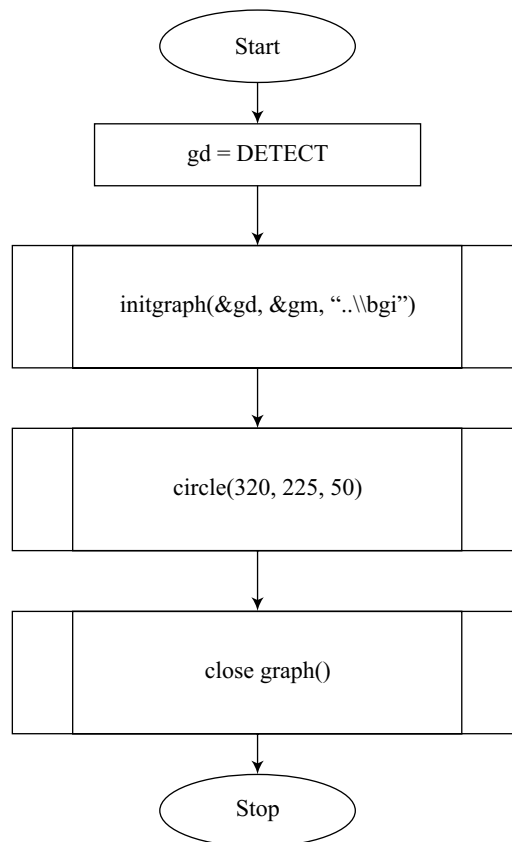 Start
gd = DETECT
initgraph(&gd, &gm, “..\\bgi”)
circle(320, 225, 50)
close graph()
Stop